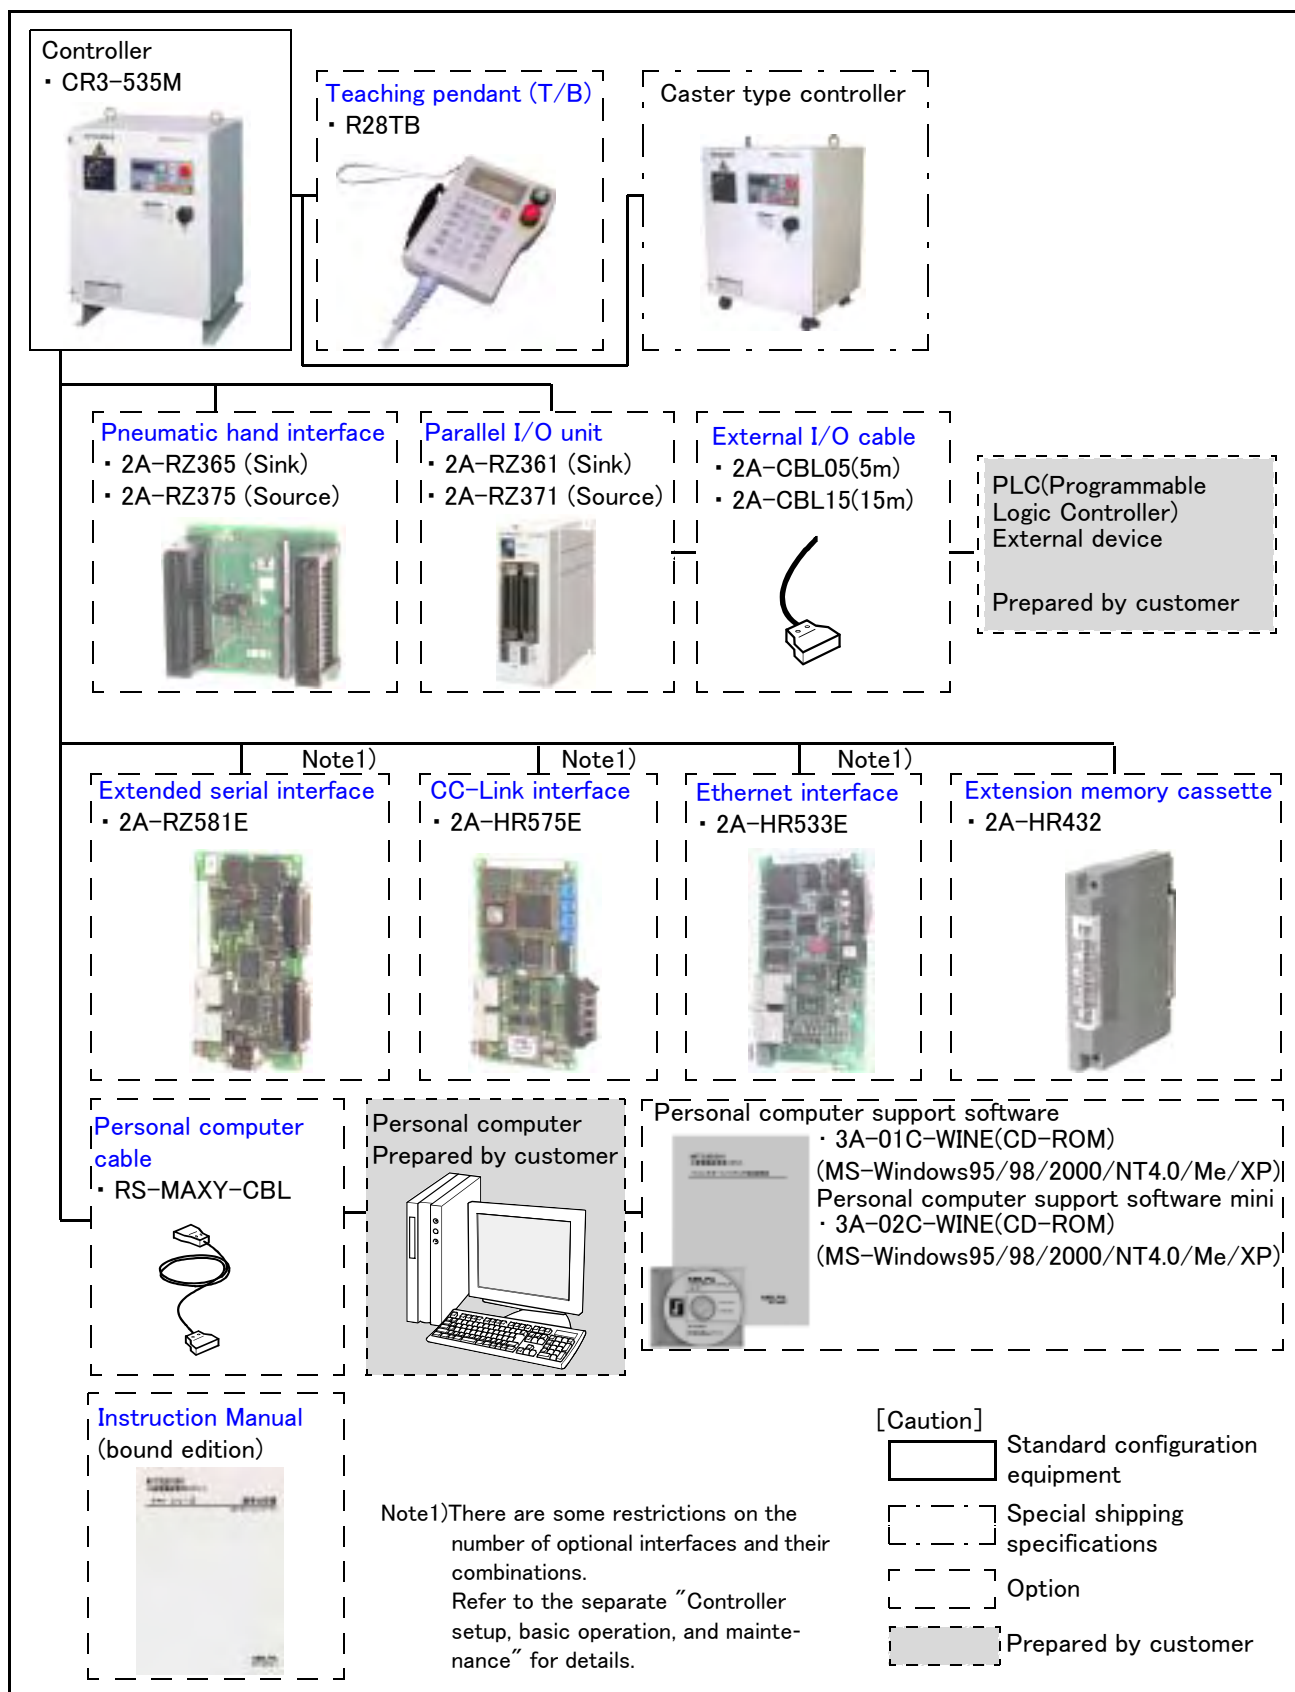 Controller
・CR3-535M
Teaching pendant (T/B)
・R28TB
Caster type controller
Pneumatic hand interface
・2A-RZ365 (Sink)
・2A-RZ375 (Source)
Parallel I/O unit
・2A-RZ361 (Sink)
・2A-RZ371 (Source)
External I/O cable
・2A-CBL05(5m)
・2A-CBL15(15m)
PLC(Programmable
Logic Controller)
External device
Prepared by customer
Note1)
Note1)
Note1)
Extended serial interface
・2A-RZ581E
CC-Link interface
・2A-HR575E
Ethernet interface
・2A-HR533E
Extension memory cassette
・2A-HR432
Personal computer
cable
・RS-MAXY-CBL
Personal computer
Prepared by customer
Personal computer support software
・3A-01C-WINE(CD-ROM)
(MS-Windows95/98/2000/NT4.0/Me/XP)
Personal computer support software mini
・3A-02C-WINE(CD-ROM)
(MS-Windows95/98/2000/NT4.0/Me/XP)
Instruction Manual
(bound edition)
Note1)There are some restrictions on the
number of optional interfaces and their
combinations.
Refer to the separate "Controller
setup, basic operation, and mainte-
nance" for details.
[Caution]
Standard configuration
equipment
Special shipping
specifications
Option
Prepared by customer